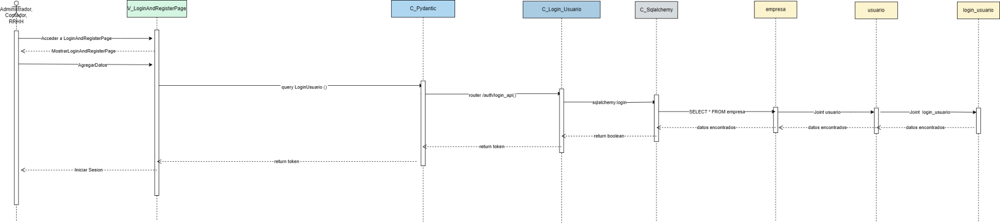 Administrador,
Contador,
RRHH
V_LoginAndRegisterPage
C_Pydantic
C_Login_Usuario
C_Sqlalchemy
empresa
usuario
login_usuario
Acceder a LoginAndRegisterPage
MostrarLoginAndRegisterPage
AgregarDatos
query LoginUsuario ()
router /auth/login_api()
sqlalchemy.login
SELECT * FROM empresa
Joint usuario
Joint login_usuario
datos encontrados
datos encontrados
datos encontrados
return boolean
return token
return token
Iniciar Sesion